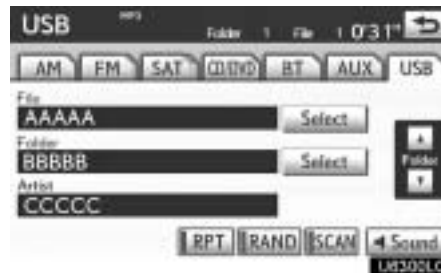 USB MP3 Folder 1 File 1 0'31"
AM FM SAT CD/DVD BT AUX USB
File
AAAAA Select
Folder
BBBBB Select
Folder
Artist
CCCCC
RPT RAND SCAN Sound